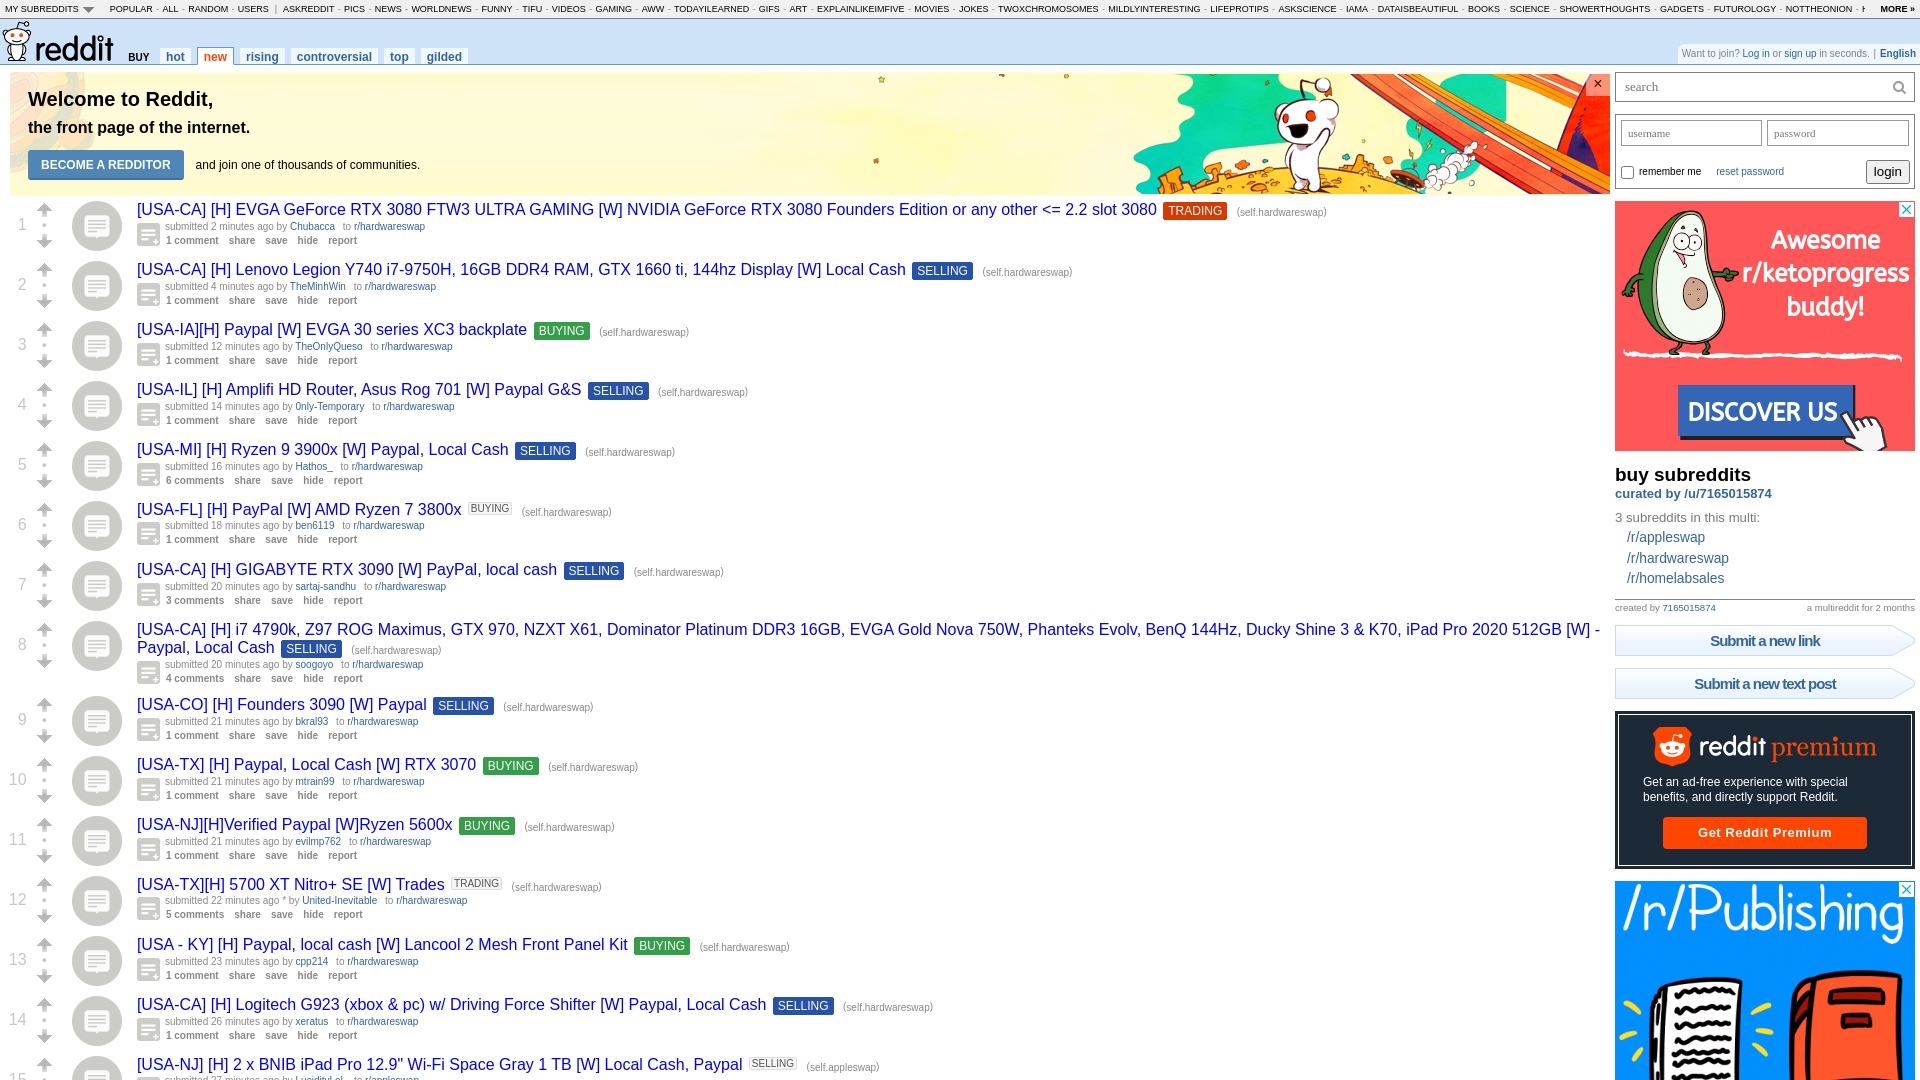 MY SUBREDDITS POPULAR - ALL - RANDOM - USERS | ASKREDDIT - PICS - NEWS - WORLDNEWS - FUNNY - TIFU - VIDEOS - GAMING - AWW - TODAYILEARNED - GIFS - ART - EXPLAINLIKEIMFIVE - MOVIES - JOKES - TWOXCHROMOSOMES - MILDLYINTERESTING - LIFEPROTIPS - ASKSCIENCE - IAMA - DATAISBEAUTIFUL - BOOKS - SCIENCE - SHOWERTHOUGHTS - GADGETS - FUTUROLOGY - NOTTHEONION - MORE »
reddit BUY hot new rising controversial top gilded
Want to join? Log in or sign up in seconds. | English
Welcome to Reddit,
the front page of the internet.
BECOME A REDDITOR and join one of thousands of communities.
×
1
[USA-CA] [H] EVGA GeForce RTX 3080 FTW3 ULTRA GAMING [W] NVIDIA GeForce RTX 3080 Founders Edition or any other <= 2.2 slot 3080 TRADING (self.hardwareswap)
submitted 2 minutes ago by Chubacca to r/hardwareswap
1 comment share save hide report
2
[USA-CA] [H] Lenovo Legion Y740 i7-9750H, 16GB DDR4 RAM, GTX 1660 ti, 144hz Display [W] Local Cash SELLING (self.hardwareswap)
submitted 4 minutes ago by TheMinhWin to r/hardwareswap
1 comment share save hide report
3
[USA-IA][H] Paypal [W] EVGA 30 series XC3 backplate BUYING (self.hardwareswap)
submitted 12 minutes ago by TheOnlyQueso to r/hardwareswap
1 comment share save hide report
4
[USA-IL] [H] Amplifi HD Router, Asus Rog 701 [W] Paypal G&S SELLING (self.hardwareswap)
submitted 14 minutes ago by 0nly-Temporary to r/hardwareswap
1 comment share save hide report
5
[USA-MI] [H] Ryzen 9 3900x [W] Paypal, Local Cash SELLING (self.hardwareswap)
submitted 16 minutes ago by Hathos_ to r/hardwareswap
6 comments share save hide report
6
[USA-FL] [H] PayPal [W] AMD Ryzen 7 3800x BUYING (self.hardwareswap)
submitted 18 minutes ago by ben6119 to r/hardwareswap
1 comment share save hide report
7
[USA-CA] [H] GIGABYTE RTX 3090 [W] PayPal, local cash SELLING (self.hardwareswap)
submitted 20 minutes ago by sartaj-sandhu to r/hardwareswap
3 comments share save hide report
8
[USA-CA] [H] i7 4790k, Z97 ROG Maximus, GTX 970, NZXT X61, Dominator Platinum DDR3 16GB, EVGA Gold Nova 750W, Phanteks Evolv, BenQ 144Hz, Ducky Shine 3 & K70, iPad Pro 2020 512GB [W] -
Paypal, Local Cash SELLING (self.hardwareswap)
submitted 20 minutes ago by soogoyo to r/hardwareswap
4 comments share save hide report
9
[USA-CO] [H] Founders 3090 [W] Paypal SELLING (self.hardwareswap)
submitted 21 minutes ago by bkral93 to r/hardwareswap
1 comment share save hide report
10
[USA-TX] [H] Paypal, Local Cash [W] RTX 3070 BUYING (self.hardwareswap)
submitted 21 minutes ago by mtrain99 to r/hardwareswap
1 comment share save hide report
11
[USA-NJ][H]Verified Paypal [W]Ryzen 5600x BUYING (self.hardwareswap)
submitted 21 minutes ago by evilmp762 to r/hardwareswap
1 comment share save hide report
12
[USA-TX][H] 5700 XT Nitro+ SE [W] Trades TRADING (self.hardwareswap)
submitted 22 minutes ago * by United-Inevitable to r/hardwareswap
5 comments share save hide report
13
[USA - KY] [H] Paypal, local cash [W] Lancool 2 Mesh Front Panel Kit BUYING (self.hardwareswap)
submitted 23 minutes ago by cpp214 to r/hardwareswap
1 comment share save hide report
14
[USA-CA] [H] Logitech G923 (xbox & pc) w/ Driving Force Shifter [W] Paypal, Local Cash SELLING (self.hardwareswap)
submitted 26 minutes ago by xeratus to r/hardwareswap
1 comment share save hide report
15
[USA-NJ] [H] 2 x BNIB iPad Pro 12.9" Wi-Fi Space Gray 1 TB [W] Local Cash, Paypal SELLING (self.appleswap)
search
username password
remember me reset password login
Awesome
r/ketoprogress
buddy!
DISCOVER US
buy subreddits
curated by /u/7165015874
3 subreddits in this multi:
/r/appleswap
/r/hardwareswap
/r/homelabsales
created by 7165015874 a multireddit for 2 months
Submit a new link
Submit a new text post
reddit premium
Get an ad-free experience with special
benefits, and directly support Reddit.
Get Reddit Premium
/r/Publishing